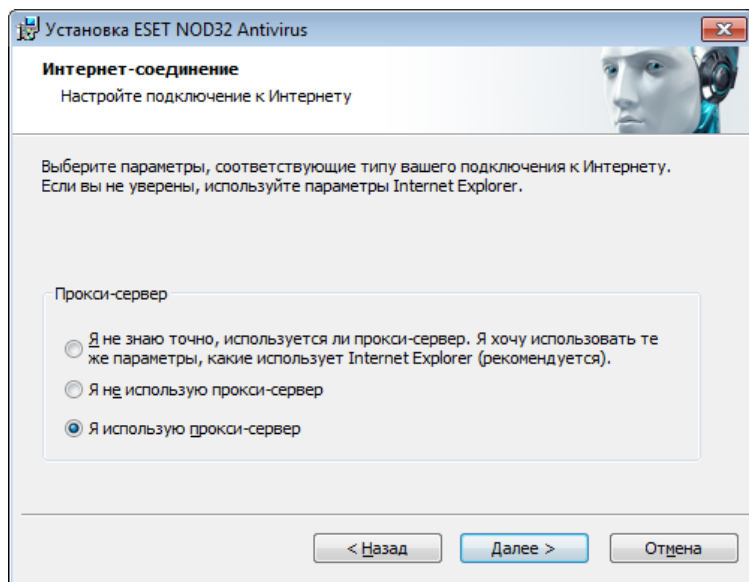 Установка ESET NOD32 Antivirus
Интернет-соединение
Настройте подключение к Интернету
Выберите параметры, соответствующие типу вашего подключения к Интернету.
Если вы не уверены, используйте параметры Internet Explorer.
Прокси-сервер
Я не знаю точно, используется ли прокси-сервер. Я хочу использовать те
же параметры, какие использует Internet Explorer (рекомендуется).
Я не использую прокси-сервер
Я использую прокси-сервер
< Назад Далее > Отмена